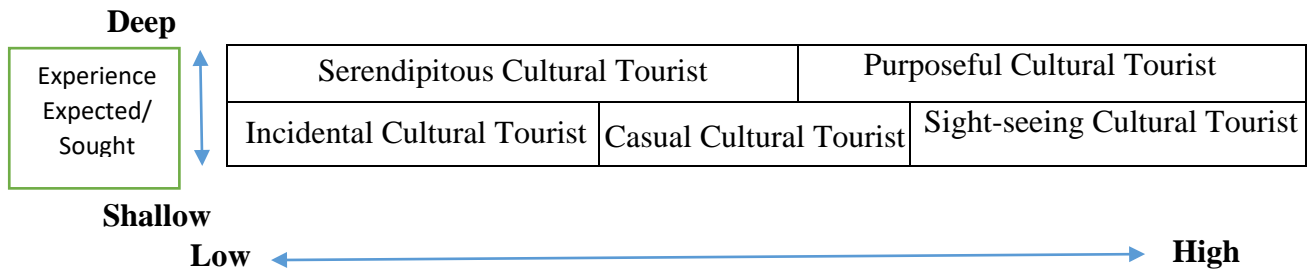 Deep
Experience
Expected/
Sought
Serendipitous Cultural Tourist
Purposeful Cultural Tourist
Incidental Cultural Tourist
Casual Cultural Tourist
Sight-seeing Cultural Tourist
Shallow
Low
High